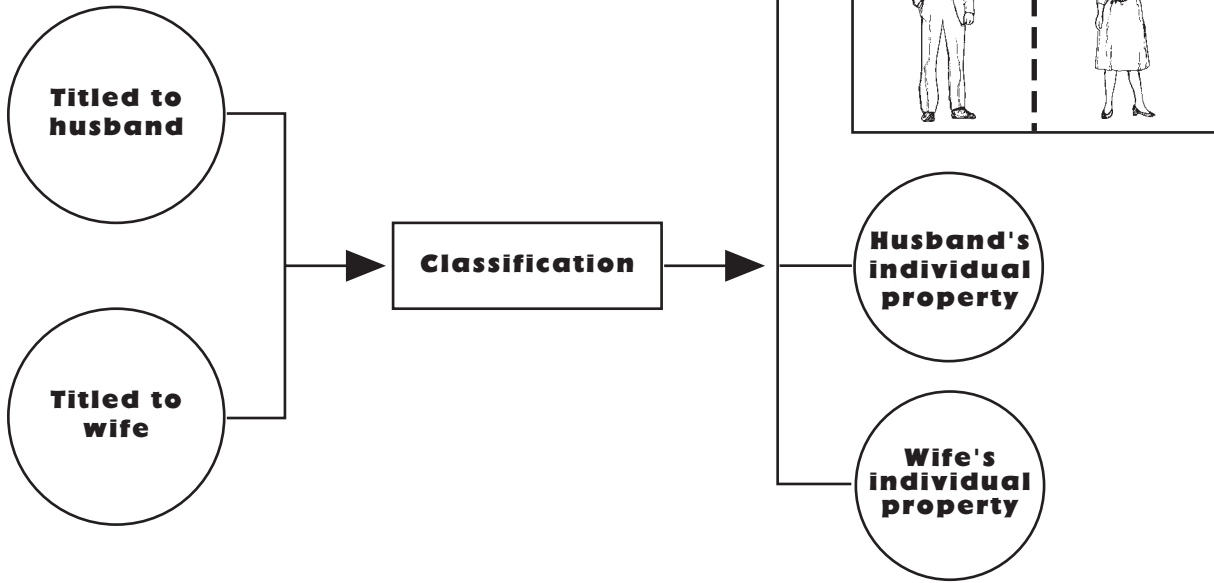 Titled to
husband
Classification
Husband's
individual
property
Titled to
wife
Wife's
individual
property